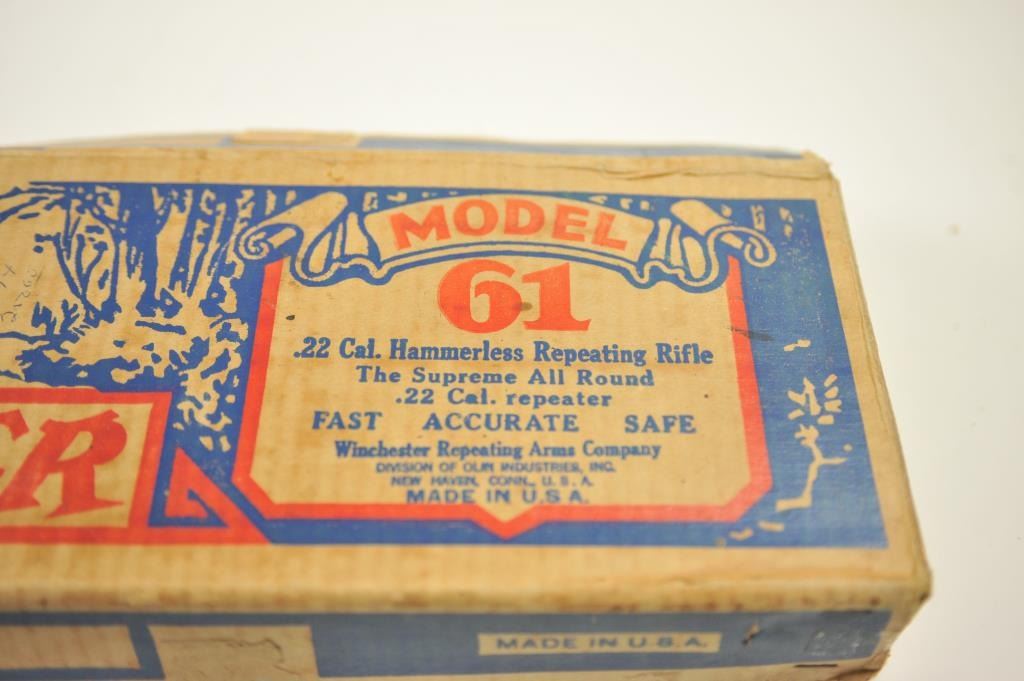 MODEL
61
.22 Cal. Hammerless Repeating Rifle
The Supreme All Round
.22 Cal. repeater
FAST ACCURATE SAFE
Winchester Repeating Arms Company
DIVISION OF OLIN INDUSTRIES, INC.
NEW HAVEN, CONN., U.S.A.
MADE IN U.S.A.
ER
MADE IN U.S.A.